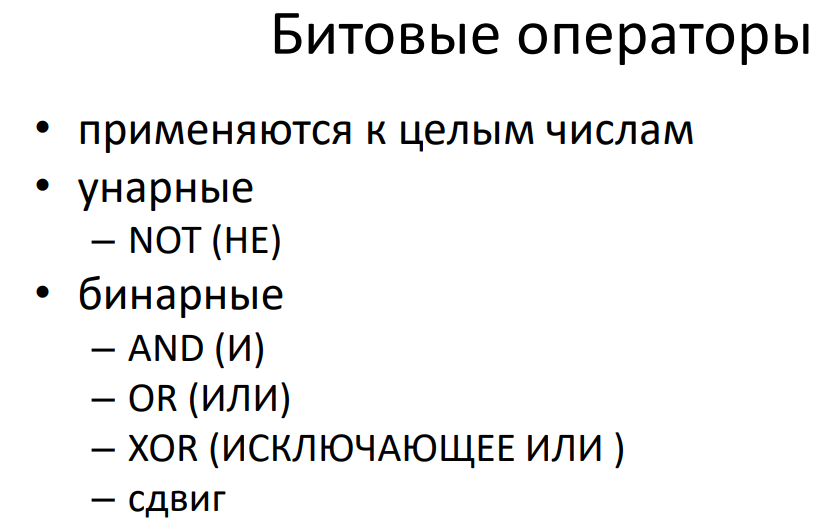 Битовые операторы
• применяются к целым числам
• унарные
– NOT (НЕ)
• бинарные
– AND (И)
– OR (ИЛИ)
– XOR (ИСКЛЮЧАЮЩЕЕ ИЛИ )
– сдвиг